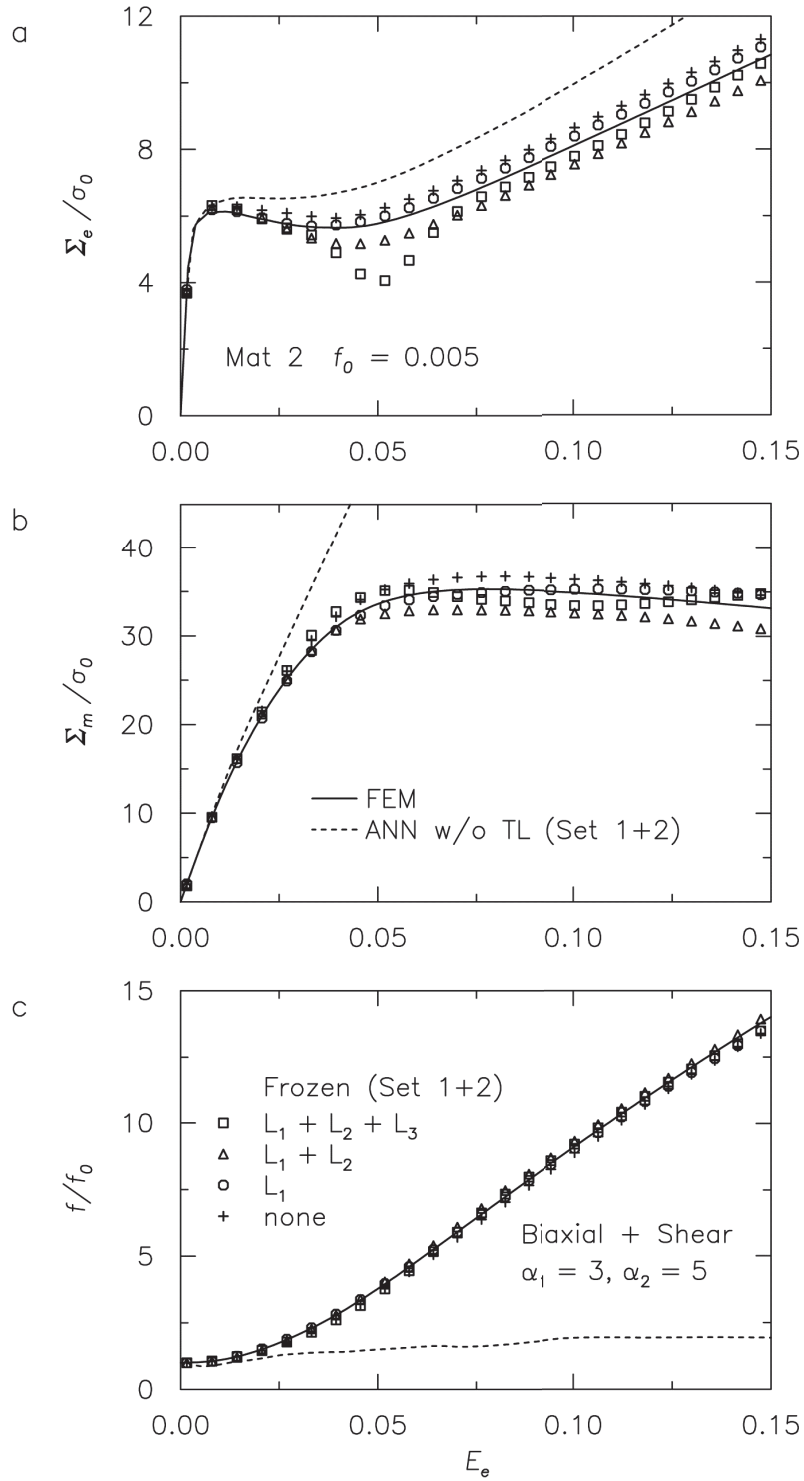 a
12
8
4
0
Σe/σ0
Mat 2 f0 = 0.005
0.00 0.05 0.10 0.15
b
40
30
20
10
0
Σm/σ0
FEM
ANN w/o TL (Set 1+2)
0.00 0.05 0.10 0.15
c
15
10
5
0
f/f0
Frozen (Set 1+2)
L1 + L2 + L3
L1 + L2
L1
none
Biaxial + Shear
α1 = 3, α2 = 5
0.00 0.05 0.10 0.15
Ee